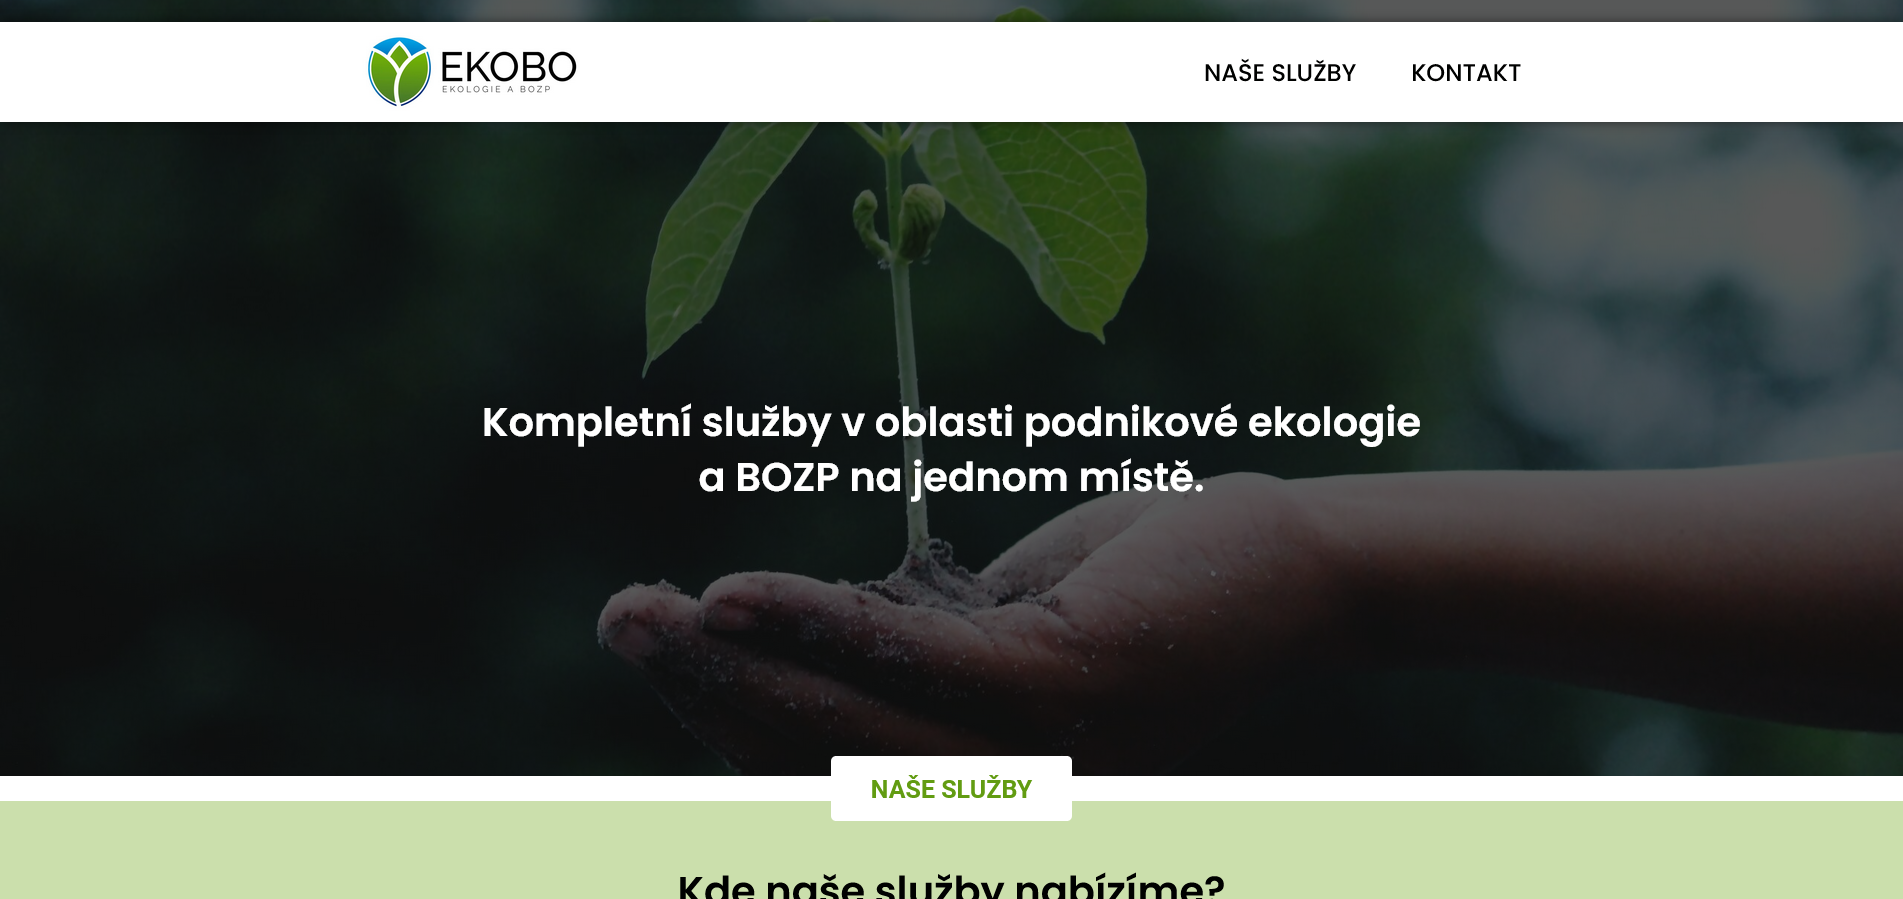 EKOBO
EKOLOGIE A BOZP
NAŠE SLUŽBY
KONTAKT
Kompletní služby v oblasti podnikové ekologie
a BOZP na jednom místě.
NAŠE SLUŽBY
Kde naše služby nabízíme?